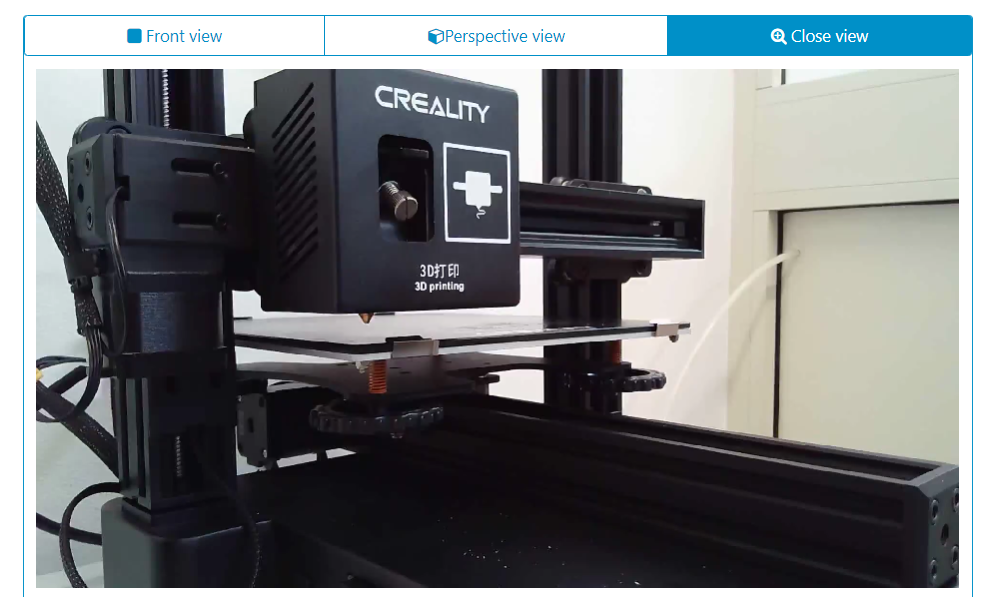 Front view
Perspective view
Close view
CREALITY
3D打印
3D printing